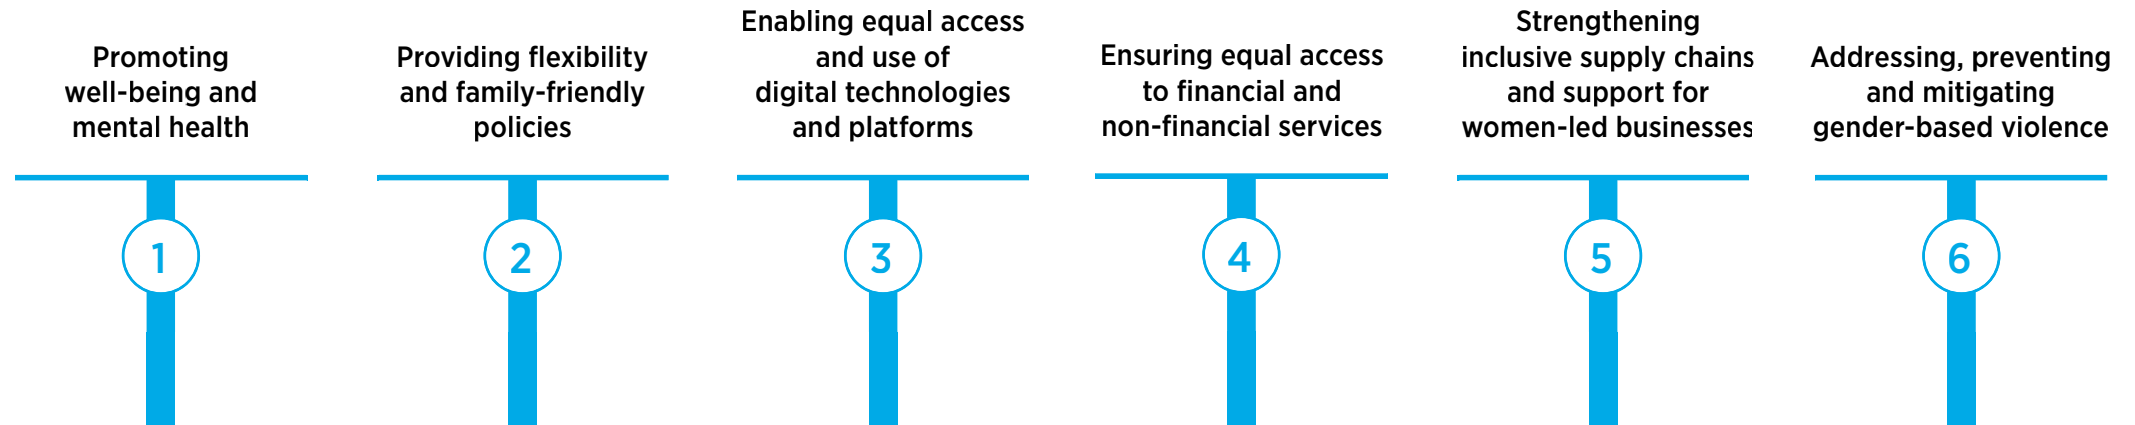 Promoting
well-being and
mental health
1
Providing flexibility
and family-friendly
policies
2
Enabling equal access
and use of
digital technologies
and platforms
3
Ensuring equal access
to financial and
non-financial services
4
Strengthening
inclusive supply chains
and support for
women-led businesses
5
Addressing, preventing
and mitigating
gender-based violence
6